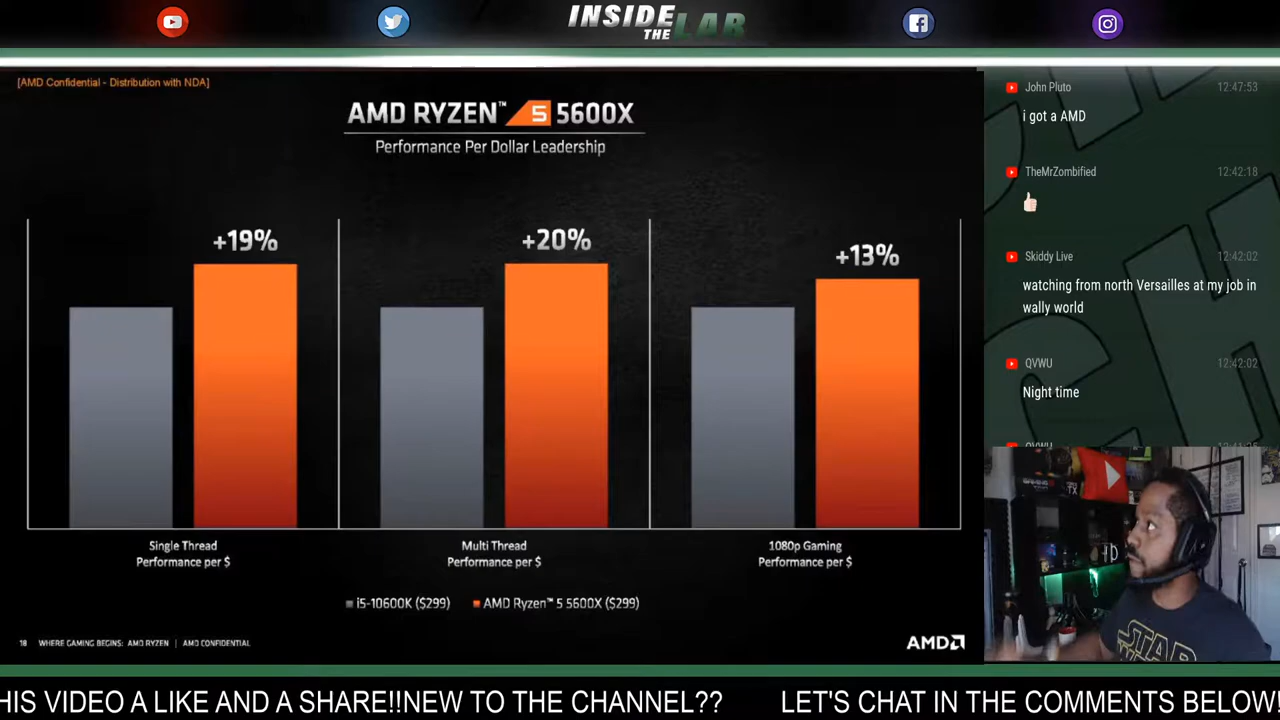 INSIDE
THE LAB
[AMD Confidential - Distribution with NDA]
AMD RYZEN™ 5 5600X
Performance Per Dollar Leadership
+19%
+20%
+13%
Single Thread
Performance per $
Multi Thread
Performance per $
1080p Gaming
Performance per $
i5-10600K ($299)
AMD Ryzen™ 5 5600X ($299)
18 WHERE GAMING BEGINS: AMD RYZEN | AMD CONFIDENTIAL
AMD
John Pluto 12:47:53
i got a AMD
TheMrZombified 12:42:18
👍🏻
Skiddy Live 12:42:02
watching from north Versailles at my job in
wally world
QVWU 12:42:02
Night time
STAR
HIS VIDEO A LIKE AND A SHARE!!NEW TO THE CHANNEL?? LET'S CHAT IN THE COMMENTS BELOW!